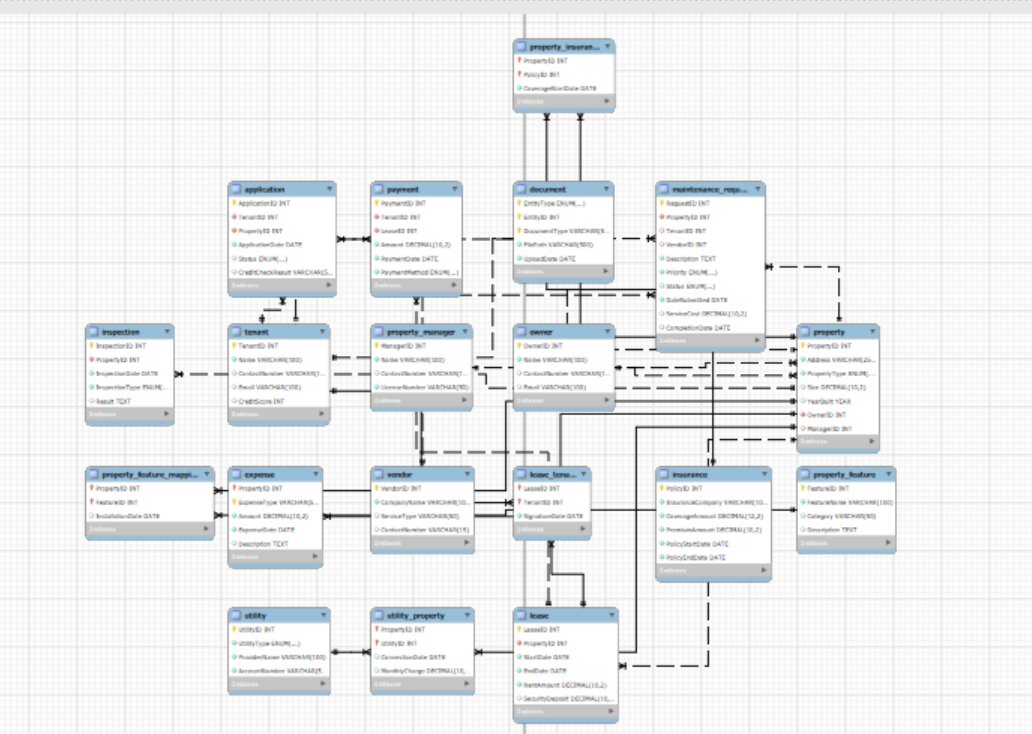 property_insuran...
PropertyID INT
PolicyID INT
CoverageStartDate DATE
Indexes
application
ApplicationID INT
TenantID INT
PropertyID INT
ApplicationDate DATE
Status ENUM(...)
CreditCheckResult VARCHAR(5...
Indexes
payment
PaymentID INT
TenantID INT
LeaseID INT
Amount DECIMAL(10,2)
PaymentDate DATE
PaymentMethod ENUM(...)
Indexes
document
EntityType ENUM(...)
EntityID INT
DocumentType VARCHAR(5...
FilePath VARCHAR(500)
UploadDate DATE
Indexes
maintenance_requ...
RequestID INT
PropertyID INT
TenantID INT
VendorID INT
Description TEXT
Priority ENUM(...)
Status ENUM(...)
DateSubmitted DATE
ServiceCost DECIMAL(10,2)
CompletionDate DATE
Indexes
inspection
InspectionID INT
PropertyID INT
InspectionDate DATE
InspectionType ENUM(...
Result TEXT
Indexes
tenant
TenantID INT
Name VARCHAR(100)
ContactNumber VARCHAR(1...
Email VARCHAR(100)
CreditScore INT
Indexes
property_manager
ManagerID INT
Name VARCHAR(100)
ContactNumber VARCHAR(1...
LicenseNumber VARCHAR(50)
Indexes
owner
OwnerID INT
Name VARCHAR(100)
ContactNumber VARCHAR(1...
Email VARCHAR(100)
Indexes
property
PropertyID INT
Address VARCHAR(25...
PropertyType ENUM(...
Size DECIMAL(10,2)
YearBuilt YEAR
OwnerID INT
ManagerID INT
Indexes
property_feature_mappi...
PropertyID INT
FeatureID INT
InstallationDate DATE
Indexes
expense
PropertyID INT
ExpenseType VARCHAR(5...
Amount DECIMAL(10,2)
ExpenseDate DATE
Description TEXT
Indexes
vendor
VendorID INT
CompanyName VARCHAR(10...
ServiceType VARCHAR(50)
ContactNumber VARCHAR(15)
Indexes
lease_tena...
LeaseID INT
TenantID INT
SignatureDate DATE
Indexes
insurance
PolicyID INT
InsuranceCompany VARCHAR(10...
CoverageAmount DECIMAL(10,2)
PremiumAmount DECIMAL(10,2)
PolicyStartDate DATE
PolicyEndDate DATE
Indexes
property_feature
FeatureID INT
FeatureName VARCHAR(100)
Category VARCHAR(50)
Description TEXT
Indexes
utility
UtilityID INT
UtilityType ENUM(...)
ProviderName VARCHAR(100)
AccountNumber VARCHAR(5...
Indexes
utility_property
PropertyID INT
UtilityID INT
ConnectionDate DATE
MonthlyCharge DECIMAL(10,...
Indexes
lease
LeaseID INT
PropertyID INT
StartDate DATE
EndDate DATE
RentAmount DECIMAL(10,2)
SecurityDeposit DECIMAL(10,...
Indexes